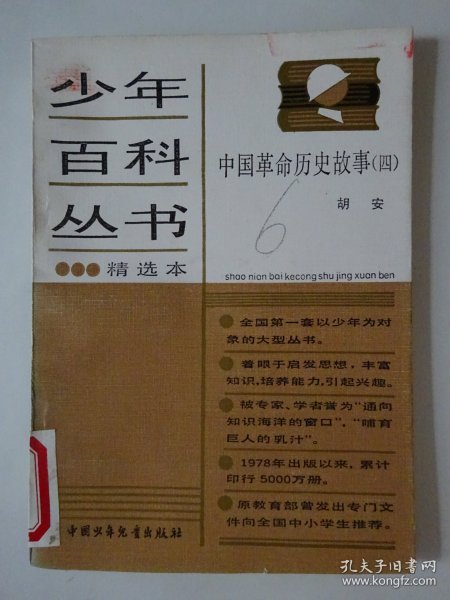 少年
百科
丛书
精选本
中国革命历史故事(四)
胡 安
6
shao nian bai kecong shu jing xuan ben
全国第一套以少年为对
象的大型丛书。
着眼于启发思想，丰富
知识，培养能力，引起兴趣。
被专家、学者誉为“通向
知识海洋的窗口”，“哺育
巨人的乳汁”。
1978年出版以来，累计
印行5000万册。
原教育部曾发出专门文
件向全国中小学生推荐。
中国少年儿童出版社
孔夫子旧书网
www.kongfz.com